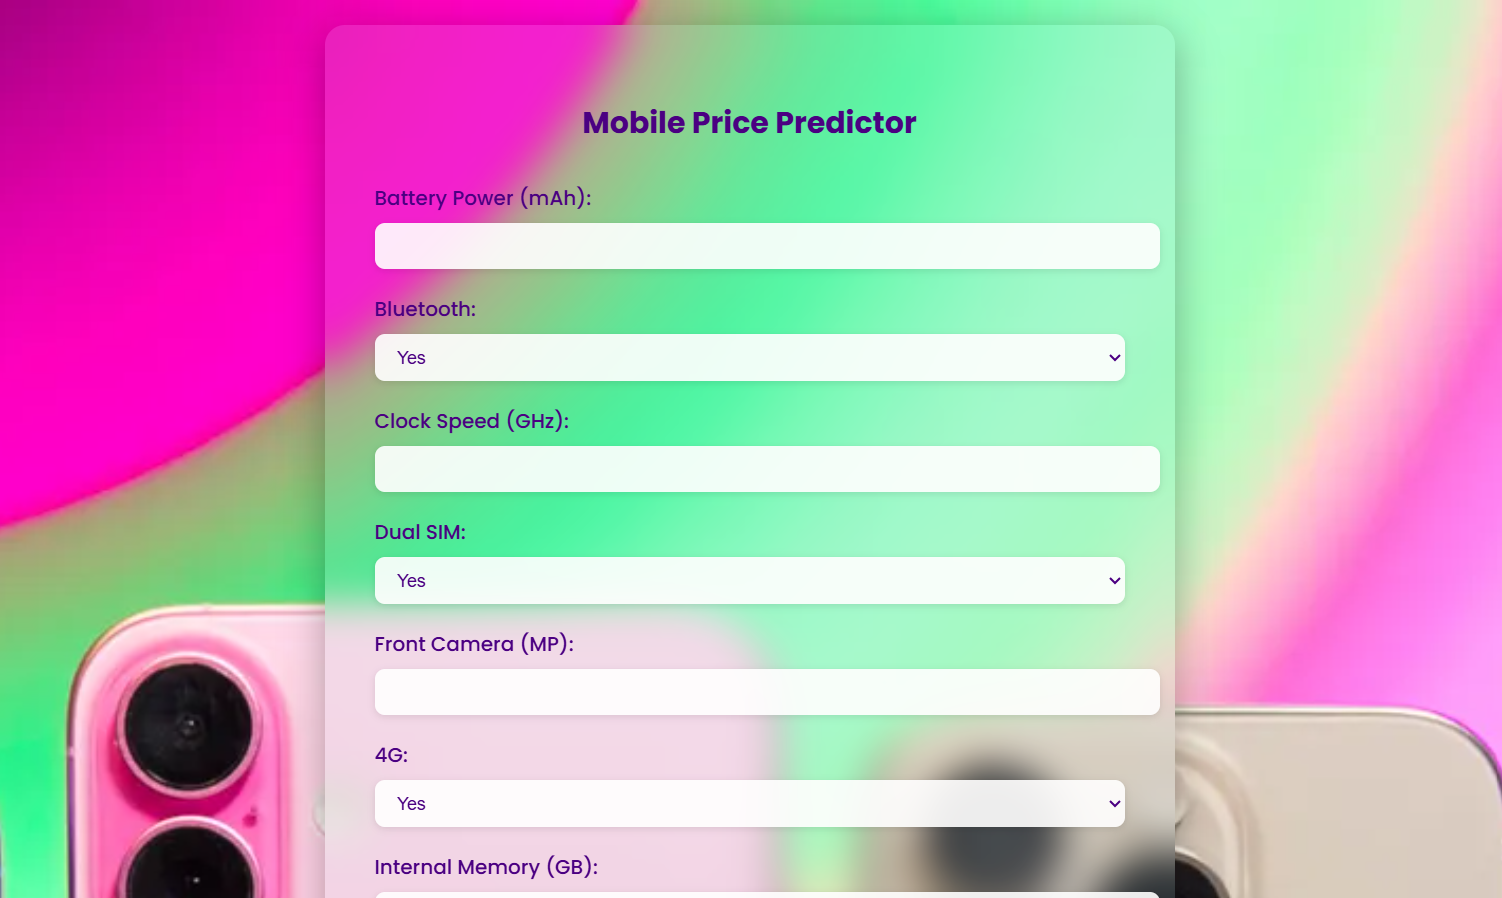 Mobile Price Predictor
Battery Power (mAh):
Bluetooth:
Yes
Clock Speed (GHz):
Dual SIM:
Yes
Front Camera (MP):
4G:
Yes
Internal Memory (GB):